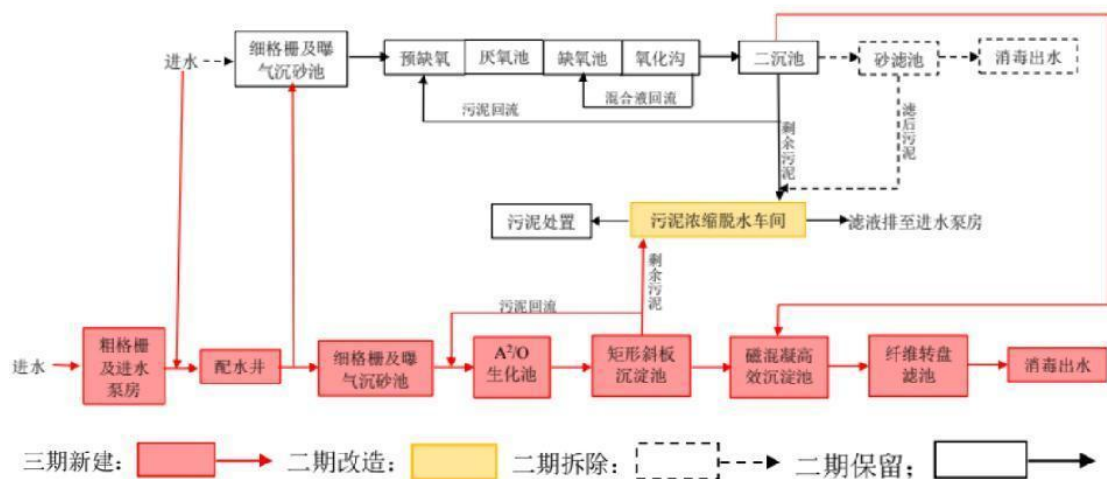 进水
细格栅及曝
气沉砂池
预缺氧
厌氧池
缺氧池
氧化沟
二沉池
砂滤池
消毒出水
混合液回流
污泥回流
剩余污泥
滤后污泥
污泥处置
污泥浓缩脱水车间
滤液排至进水泵房
剩余污泥
污泥回流
进水
粗格栅
及进水
泵房
配水井
细格栅及曝
气沉砂池
A²/O
生化池
矩形斜板
沉淀池
磁混凝高
效沉淀池
纤维转盘
滤池
消毒出水
三期新建：
二期改造；
二期拆除：
二期保留；